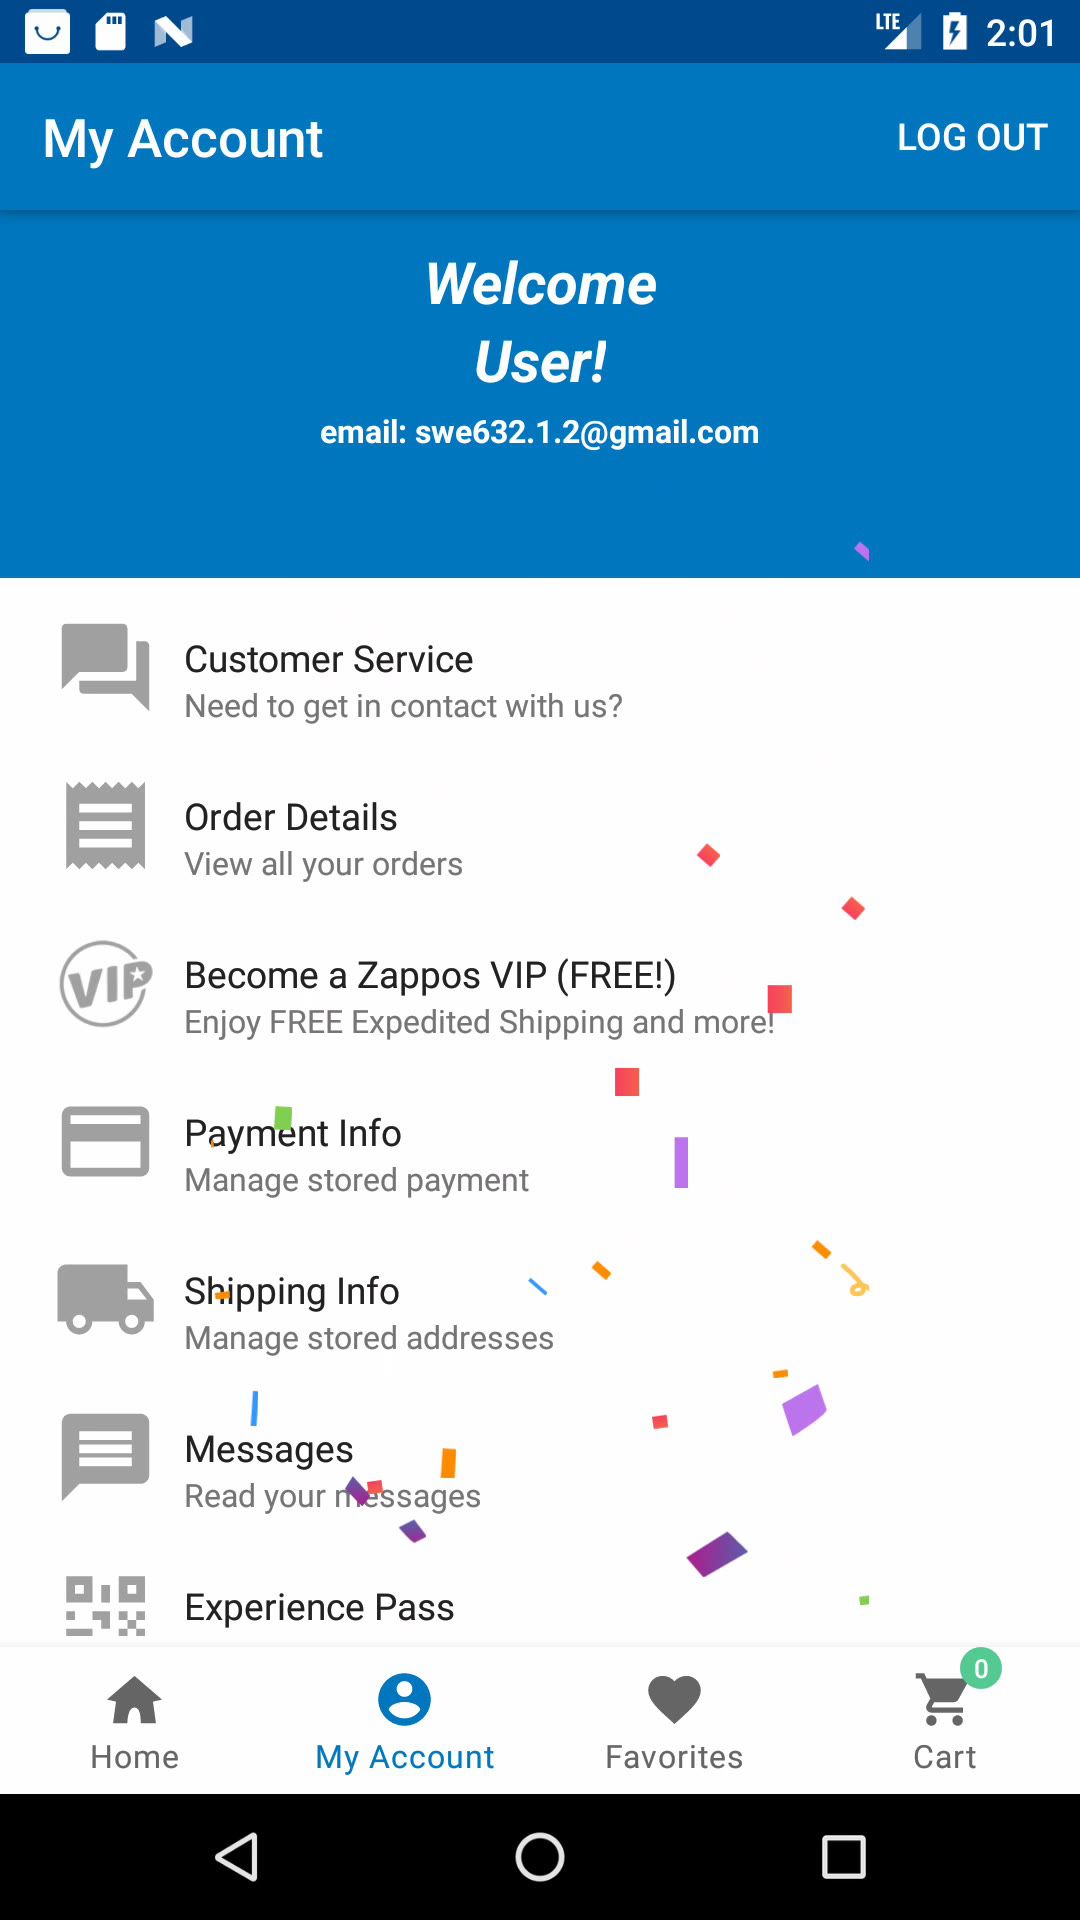 LTE 2:01
My Account LOG OUT
Welcome
User!
email: swe632.1.2@gmail.com
Customer Service
Need to get in contact with us?
Order Details
View all your orders
VIP
Become a Zappos VIP (FREE!)
Enjoy FREE Expedited Shipping and more!
Payment Info
Manage stored payment
Shipping Info
Manage stored addresses
Messages
Read your messages
Experience Pass
0
Home My Account Favorites Cart